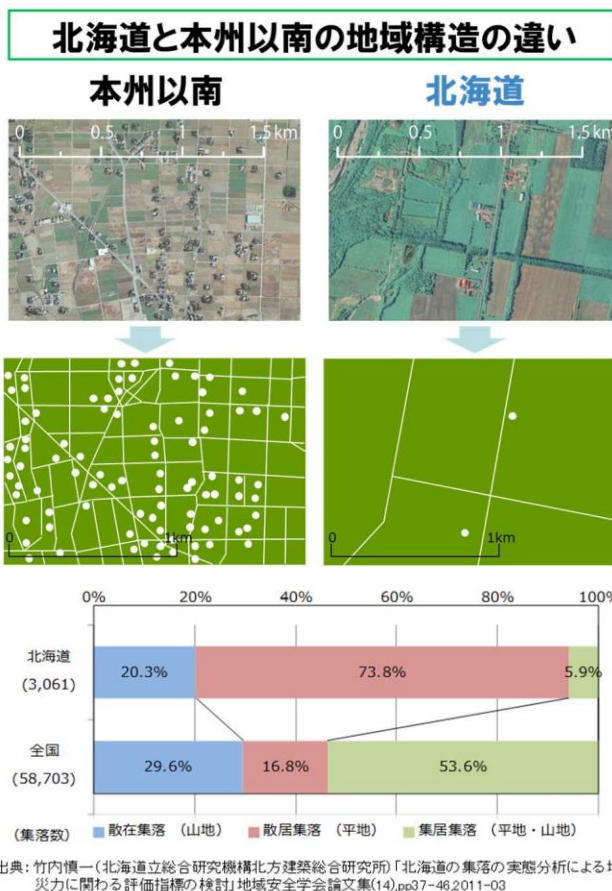 北海道と本州以南の地域構造の違い
本州以南 北海道
0 0.5 1 1.5km
0 0.5 1 1.5km
0 1km
0 1km
0% 20% 40% 60% 80% 100%
北海道
(3,061)
20.3% 73.8% 5.9%
全国
(58,703)
29.6% 16.8% 53.6%
(集落数) 散在集落 (山地) 散居集落 (平地) 集居集落 (平地・山地)
出典: 竹内慎一(北海道立総合研究機構北方建築総合研究所)「北海道の集落の実態分析による
災力に関わる評価指標の検討」地域安全学会論文集(14),pp37-46,2011-03